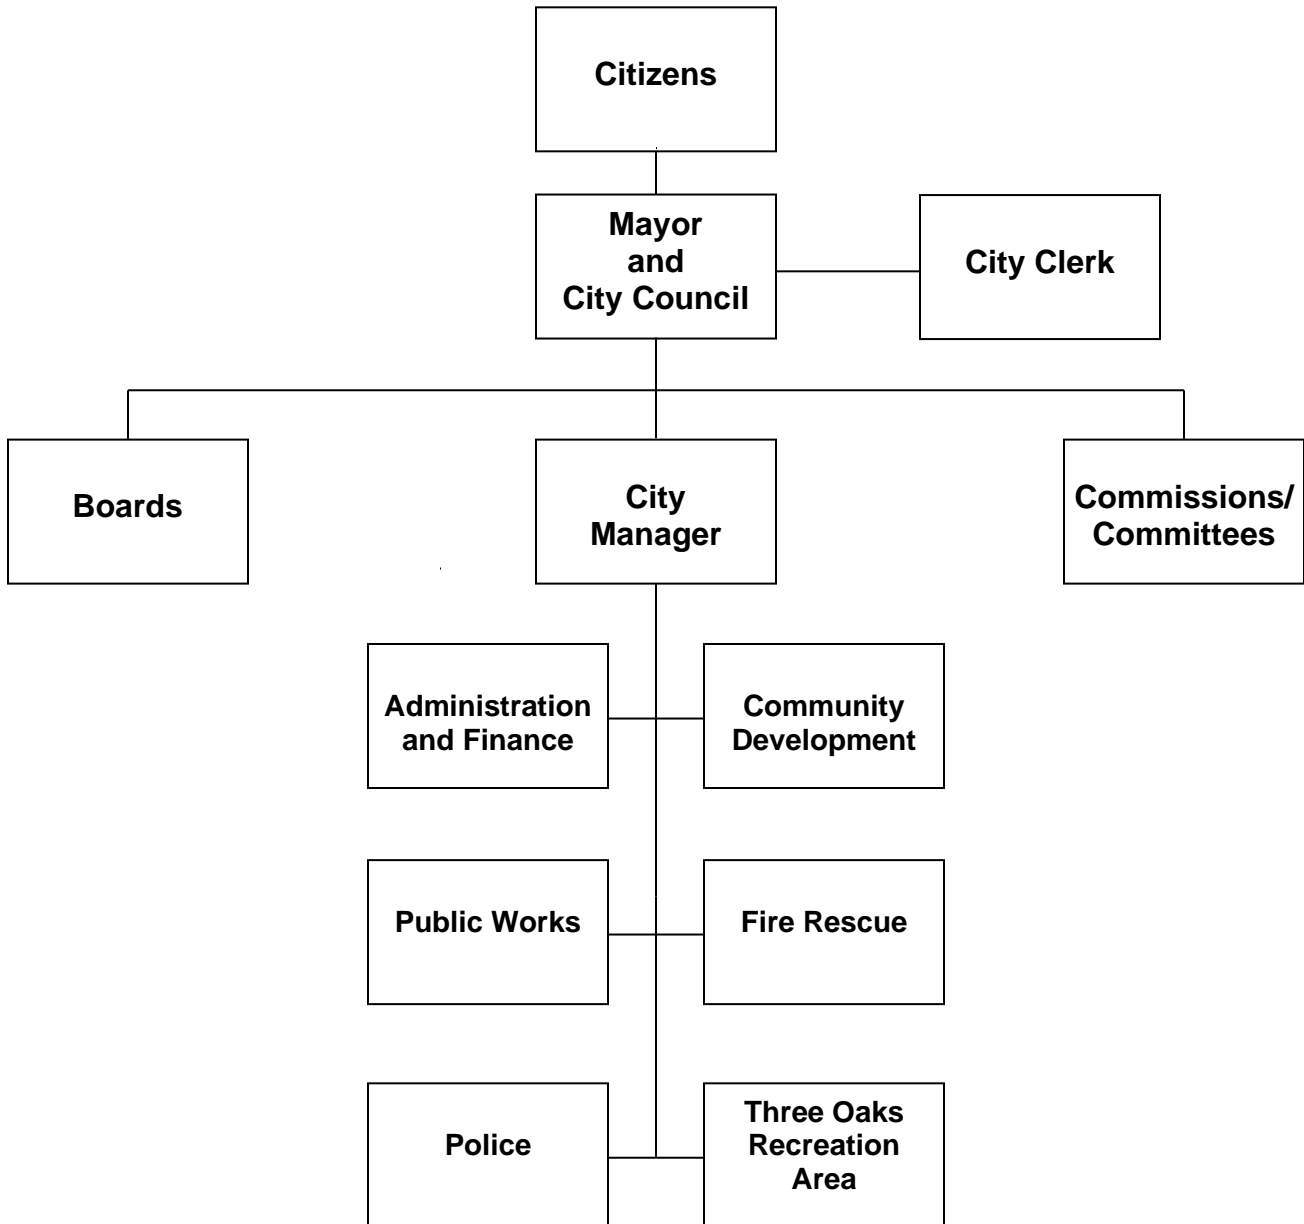 Citizens
Mayor
and
City Council
City Clerk
Boards
City
Manager
Commissions/
Committees
Administration
and Finance
Community
Development
Public Works
Fire Rescue
Police
Three Oaks
Recreation
Area